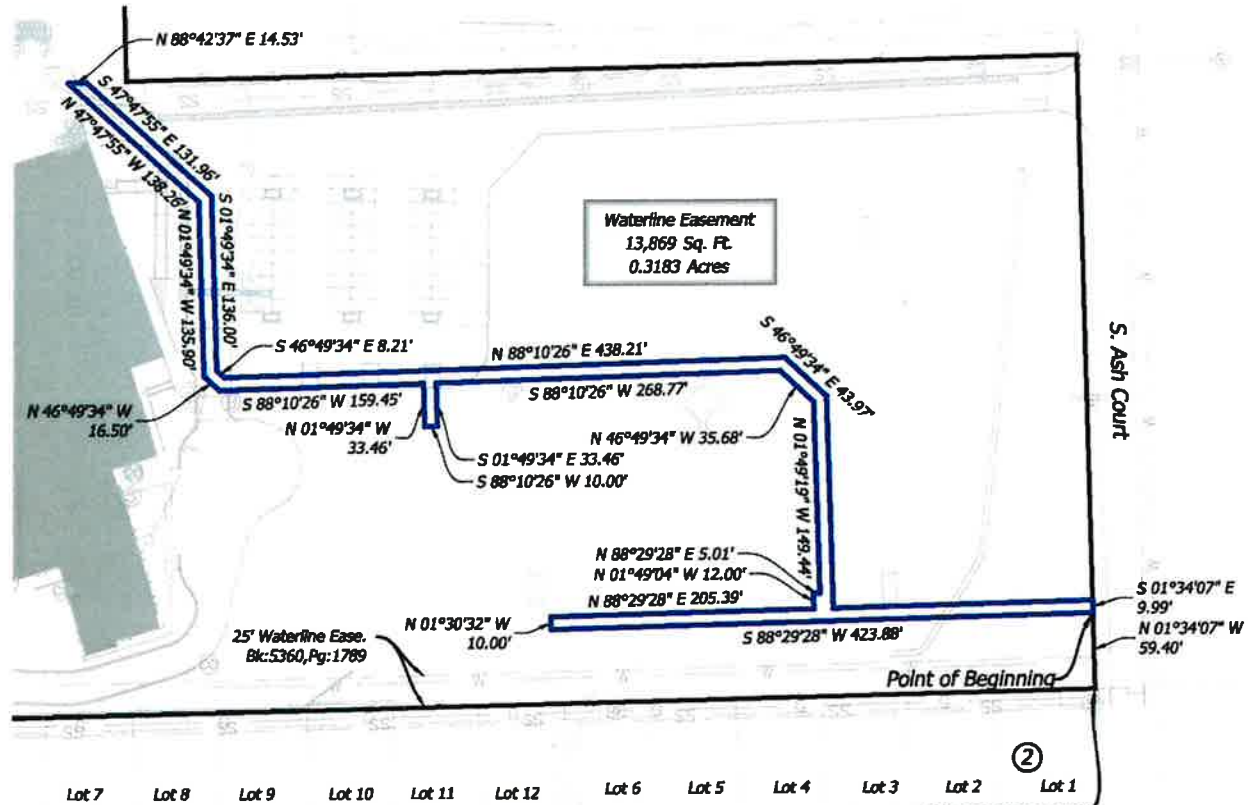 N 88°42'37" E 14.53'
S 47°47'55" E 131.96'
N 47°47'55" W 138.26'
N 01°49'34" W 135.90'
S 01°49'34" E 136.00'
Waterline Easement
13,869 Sq. Ft.
0.3183 Acres
S. Ash Court
S 46°49'34" E 8.21'
N 88°10'26" E 438.21'
S 46°49'34" E 43.97'
S 88°10'26" W 159.45'
S 88°10'26" W 268.77'
N 46°49'34" W
16.50'
N 01°49'34" W
33.46'
N 46°49'34" W 35.68'
S 01°49'34" E 33.46'
S 88°10'26" W 10.00'
N 01°49'19" W 149.44'
N 88°29'28" E 5.01'
N 01°49'04" W 12.00'
N 88°29'28" E 205.39'
S 01°34'07" E
9.99'
N 01°30'32" W
10.00'
S 88°29'28" W 423.88'
N 01°34'07" W
59.40'
25' Waterline Ease.
Bk:5360,Pg:1789
Point of Beginning
2
Lot 7 Lot 8 Lot 9 Lot 10 Lot 11 Lot 12 Lot 6 Lot 5 Lot 4 Lot 3 Lot 2 Lot 1